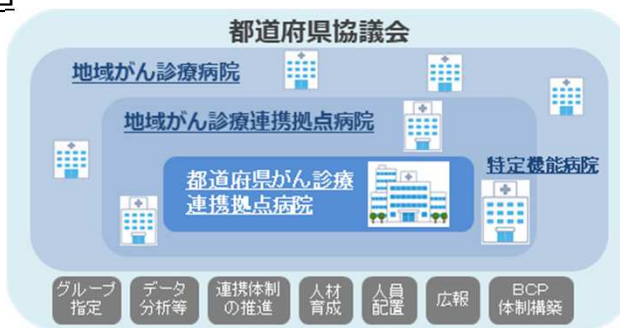 都道府県協議会
地域がん診療病院
地域がん診療連携拠点病院
特定機能病院
都道府県がん診療
連携拠点病院
グループ
指定
データ
分析等
連携体制
の推進
人材
育成
人員
配置
広報
BCP
体制構築